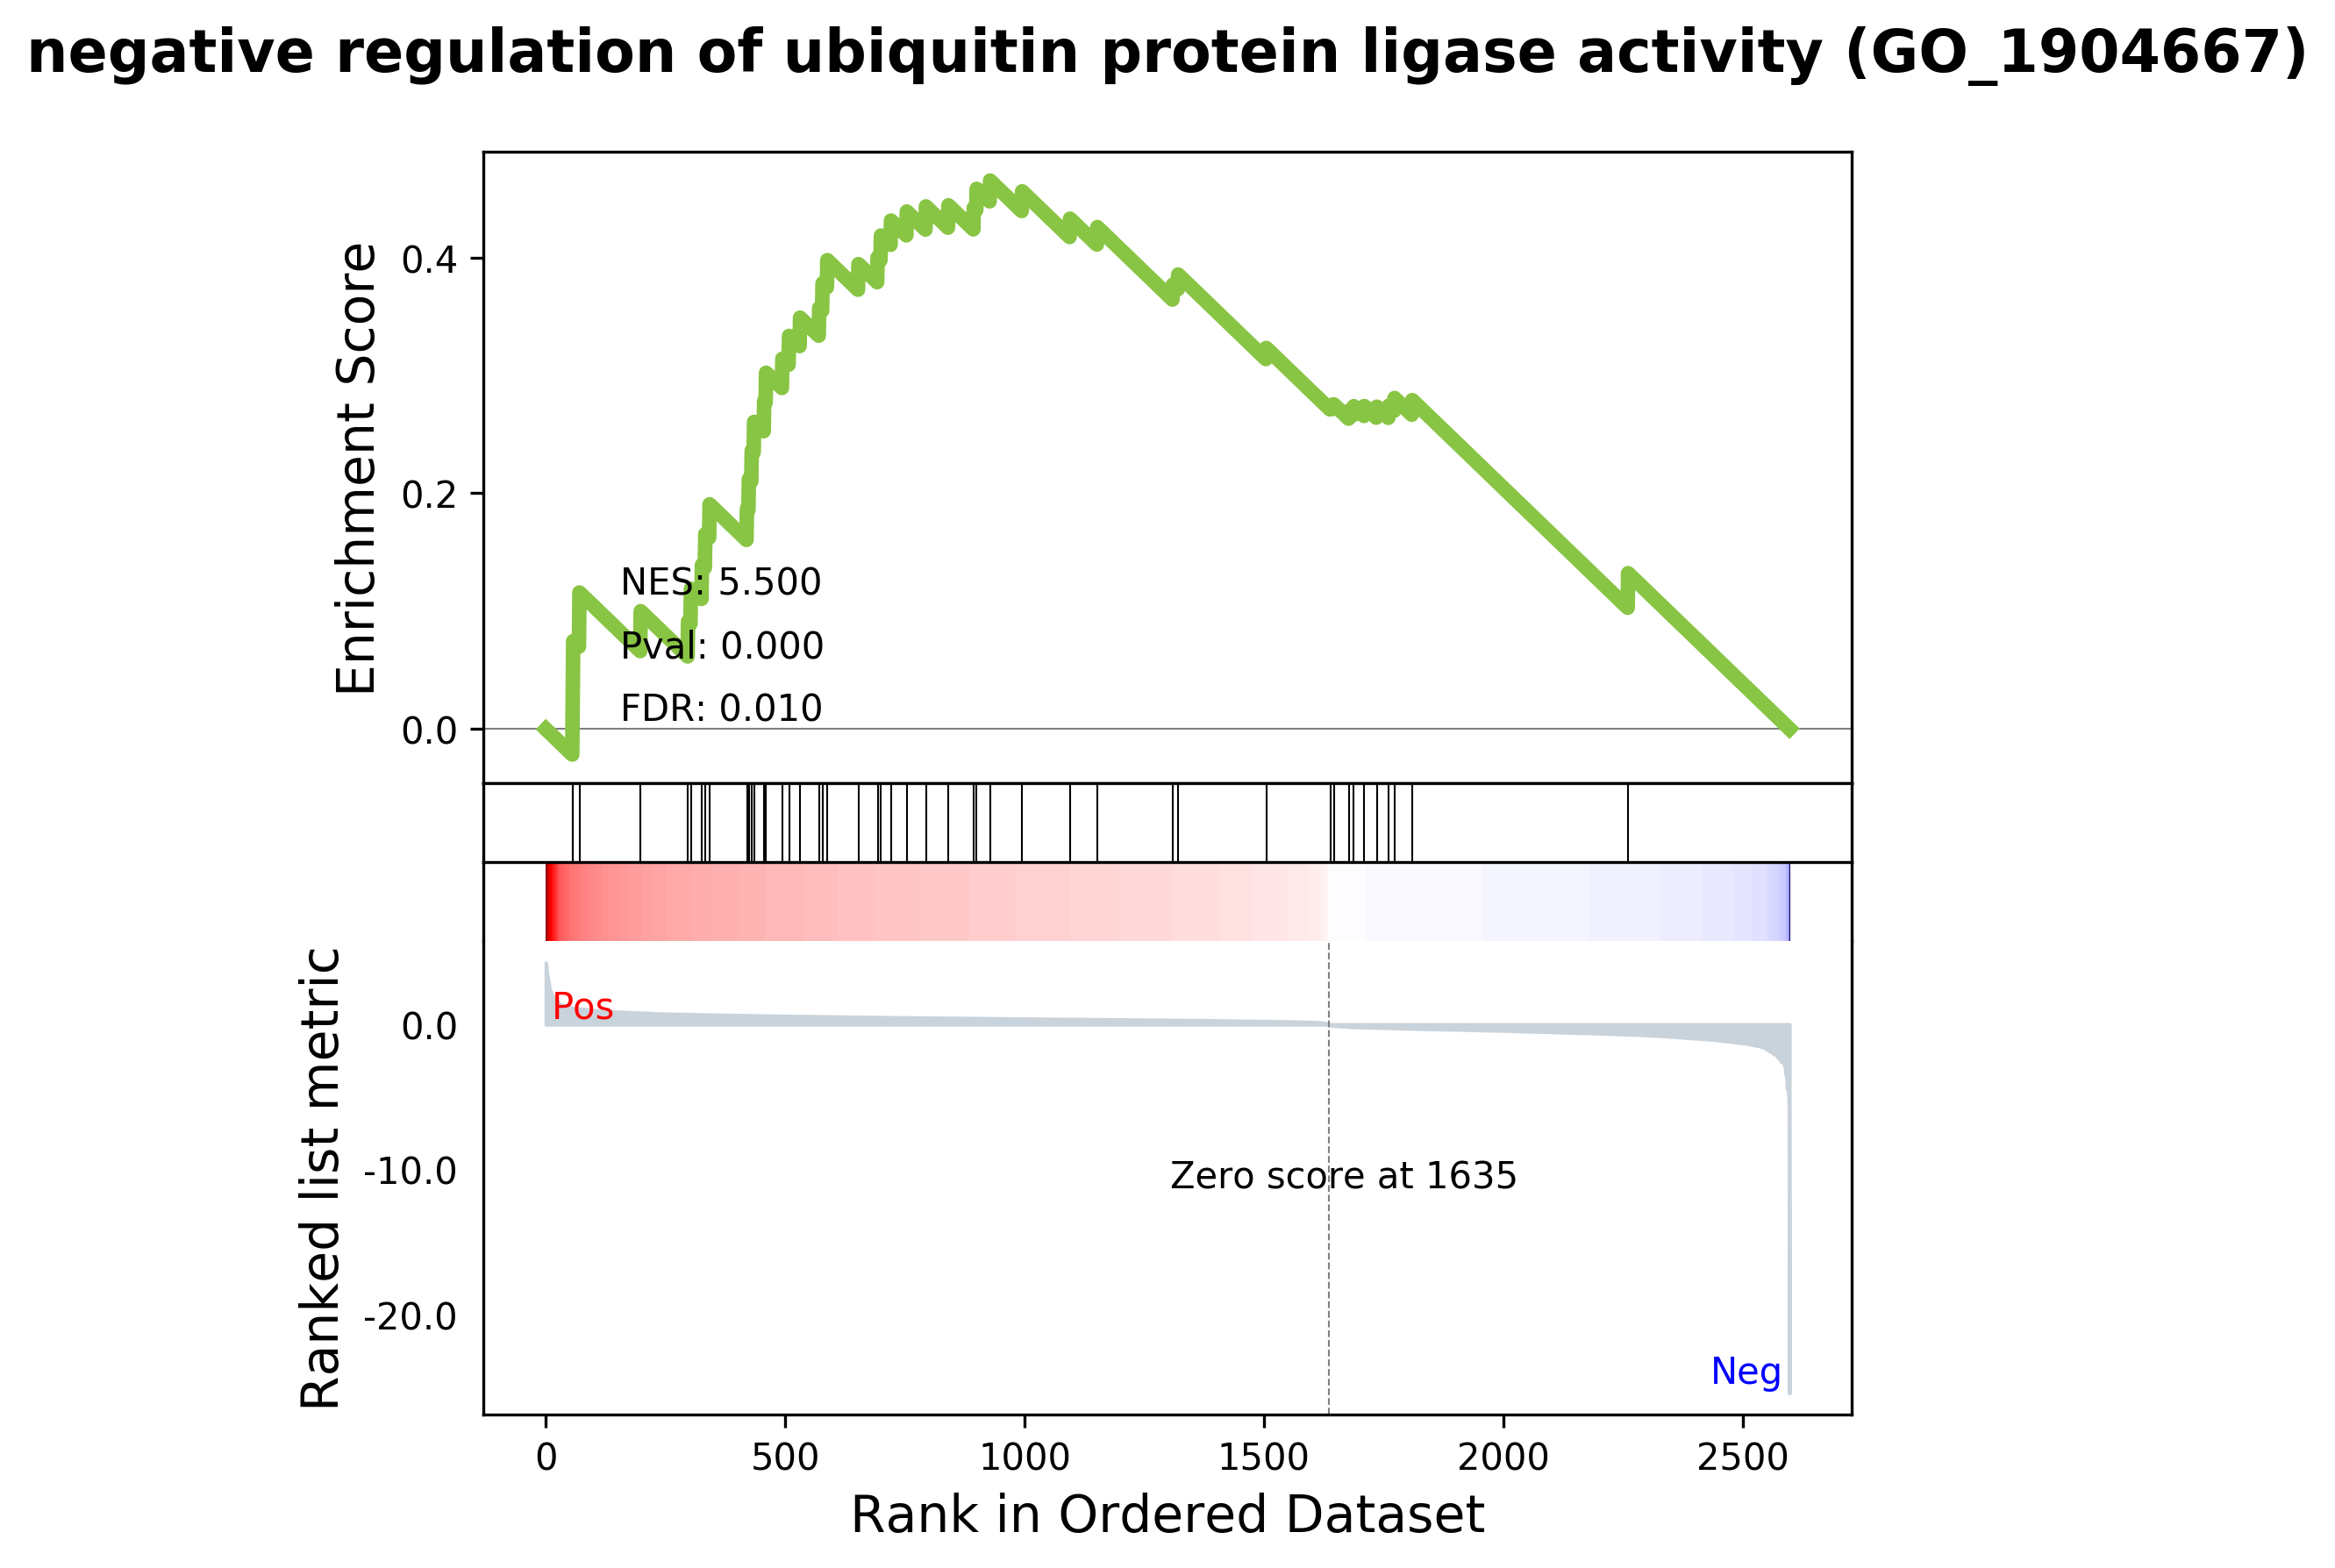 negative regulation of ubiquitin protein ligase activity (GO_1904667)
Enrichment Score
0.4
0.2
0.0
NES: 5.500
Pval: 0.000
FDR: 0.010
Ranked list metric
0.0
-10.0
-20.0
Pos
Zero score at 1635
Neg
0 500 1000 1500 2000 2500
Rank in Ordered Dataset